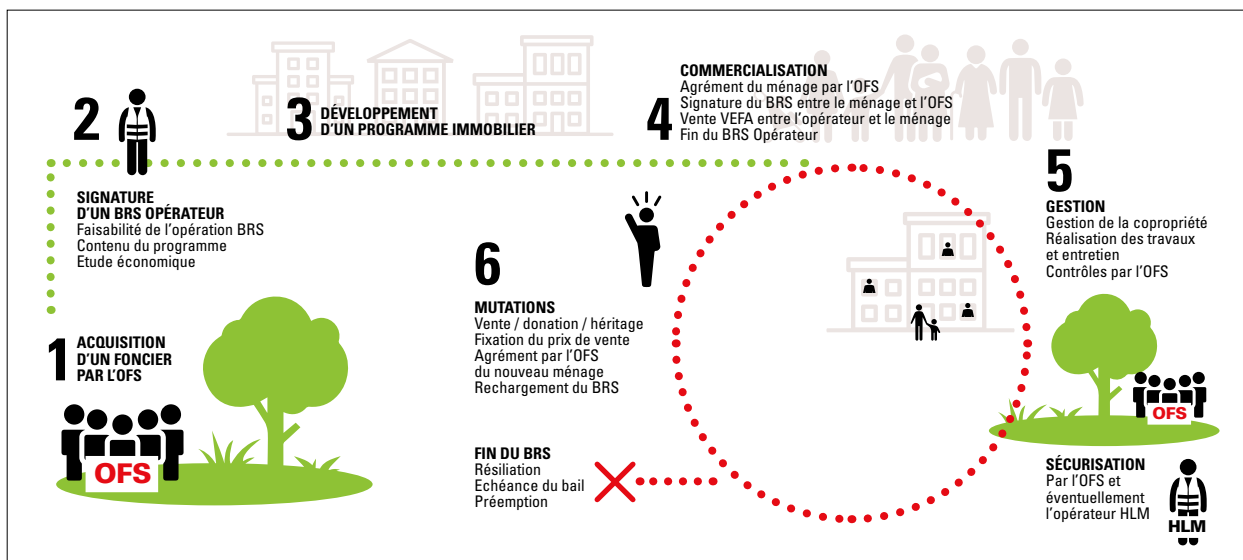 1
ACQUISITION
D'UN FONCIER
PAR L'OFS
OFS
2
SIGNATURE
D'UN BRS OPÉRATEUR
Faisabilité de l'opération BRS
Contenu du programme
Etude économique
3
DÉVELOPPEMENT
D'UN PROGRAMME IMMOBILIER
4
COMMERCIALISATION
Agrément du ménage par l'OFS
Signature du BRS entre le ménage et l'OFS
Vente VEFA entre l'opérateur et le ménage
Fin du BRS Opérateur
5
GESTION
Gestion de la copropriété
Réalisation des travaux
et entretien
Contrôles par l'OFS
OFS
SÉCURISATION
Par l'OFS et
éventuellement
l'opérateur HLM
HLM
6
MUTATIONS
Vente / donation / héritage
Fixation du prix de vente
Agrément par l'OFS
du nouveau ménage
Rechargement du BRS
FIN DU BRS
Résiliation
Echéance du bail
Préemption